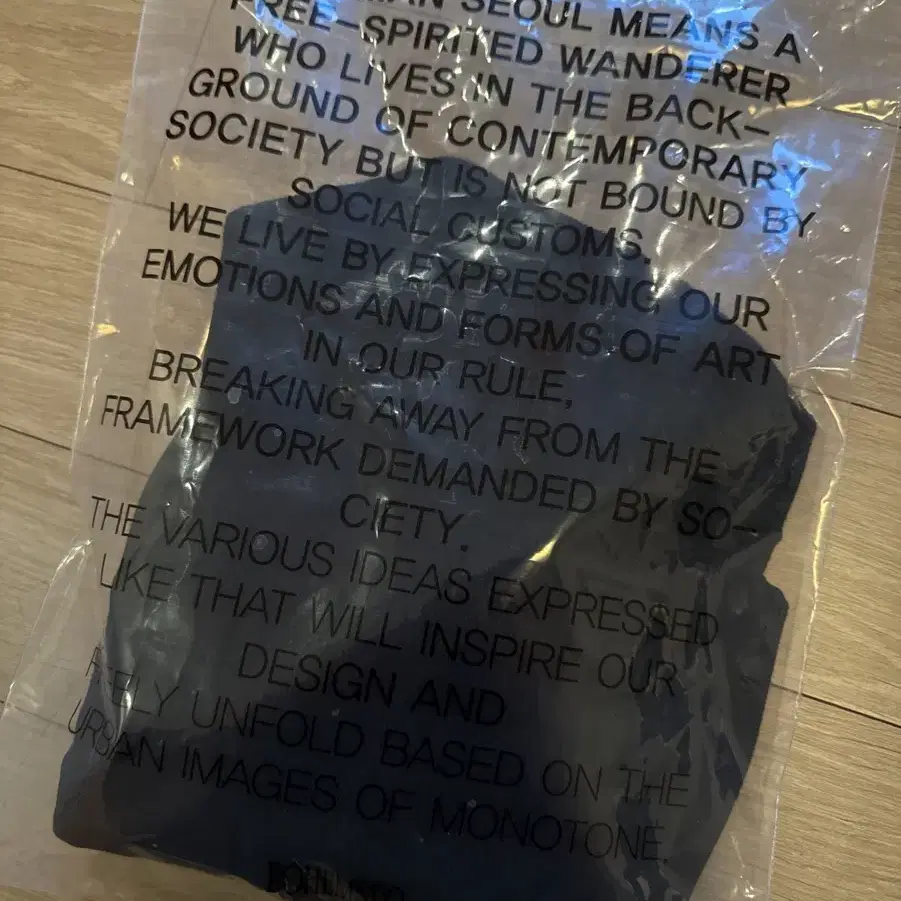 SEOUL MEANS A
FREE-SPIRITED WANDERER
WHO LIVES IN THE BACK-
GROUND OF CONTEMPORARY
SOCIETY BUT IS NOT BOUND BY
SOCIAL CUSTOMS.
WE LIVE BY EXPRESSING OUR
EMOTIONS AND FORMS OF ART
IN OUR RULE,
BREAKING AWAY FROM THE
FRAMEWORK DEMANDED BY SO-
CIETY.
THE VARIOUS IDEAS EXPRESSED
LIKE THAT WILL INSPIRE OUR
DESIGN AND
UNFOLD BASED ON THE
URBAN IMAGES OF MONOTONE.